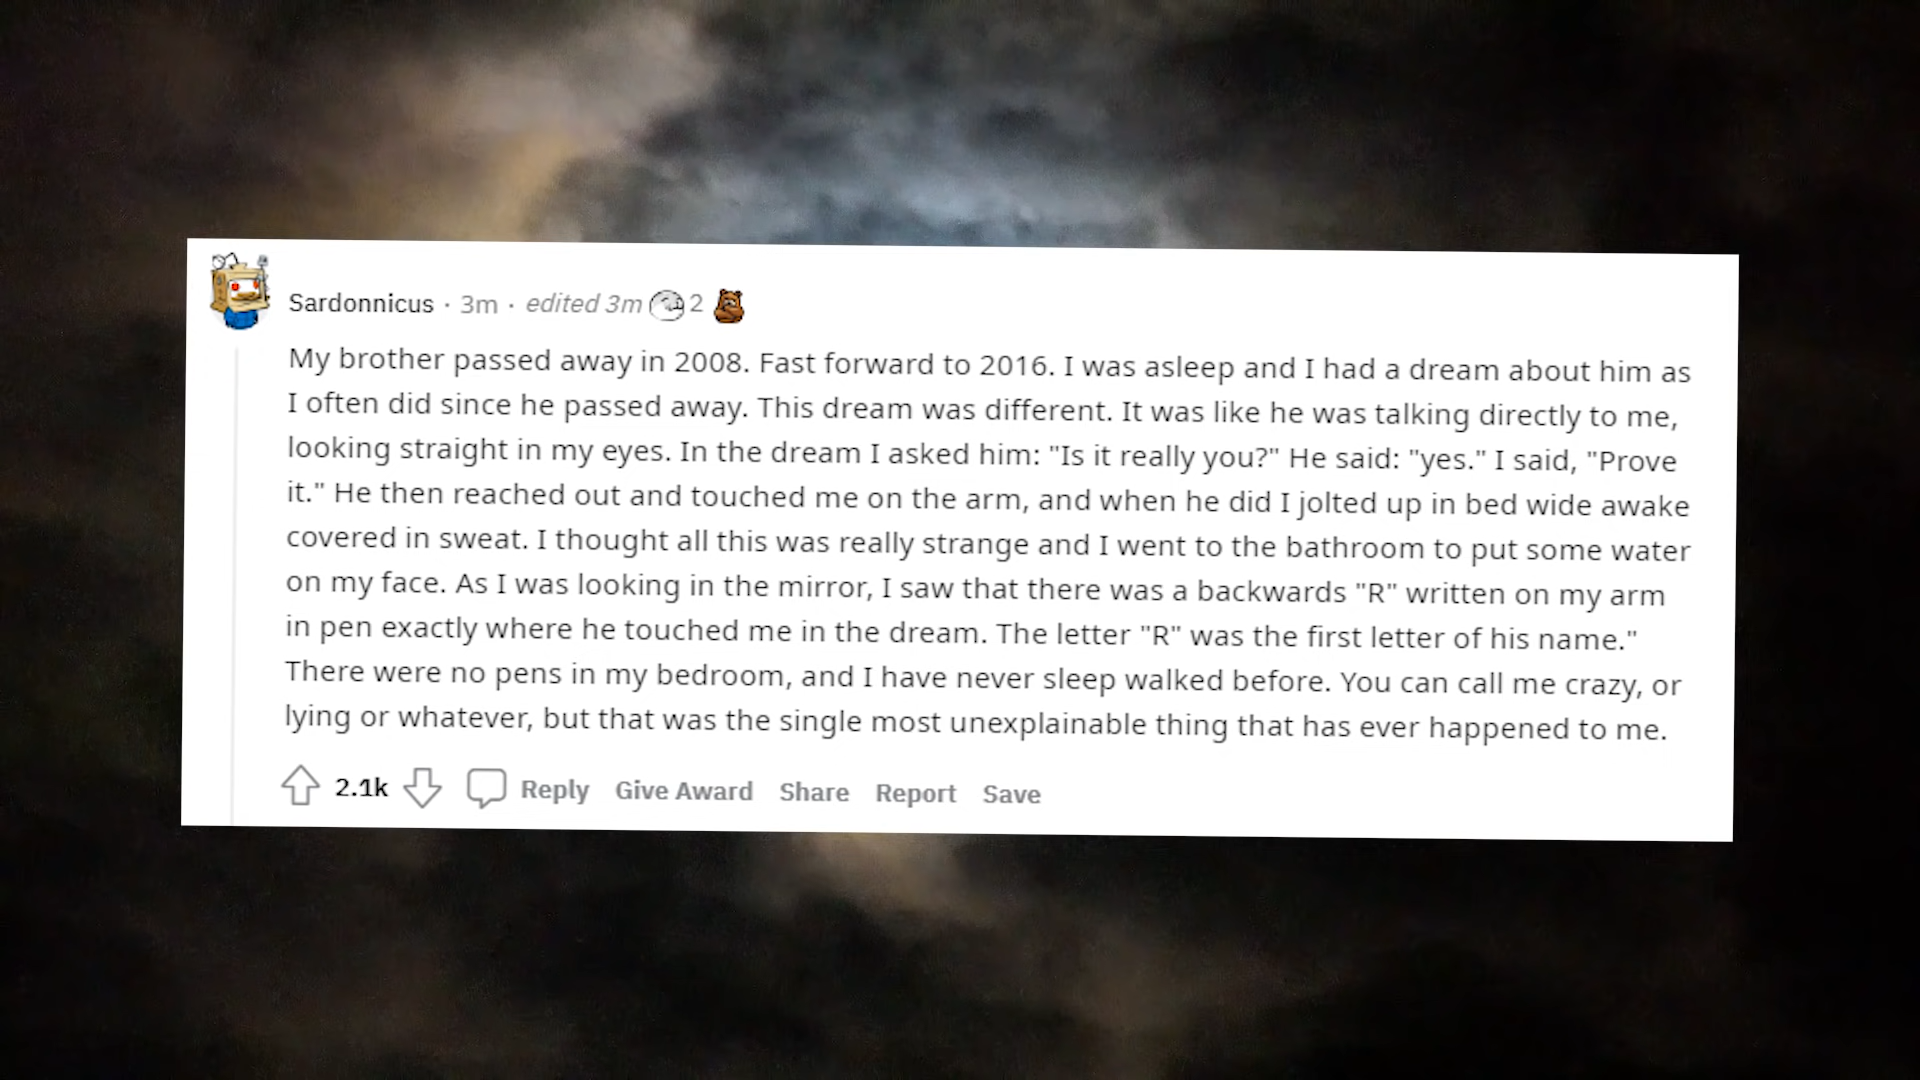 Sardonnicus · 3m · edited 3m 2
My brother passed away in 2008. Fast forward to 2016. I was asleep and I had a dream about him as
I often did since he passed away. This dream was different. It was like he was talking directly to me,
looking straight in my eyes. In the dream I asked him: "Is it really you?" He said: "yes." I said, "Prove
it." He then reached out and touched me on the arm, and when he did I jolted up in bed wide awake
covered in sweat. I thought all this was really strange and I went to the bathroom to put some water
on my face. As I was looking in the mirror, I saw that there was a backwards "R" written on my arm
in pen exactly where he touched me in the dream. The letter "R" was the first letter of his name."
There were no pens in my bedroom, and I have never sleep walked before. You can call me crazy, or
lying or whatever, but that was the single most unexplainable thing that has ever happened to me.
2.1k Reply Give Award Share Report Save